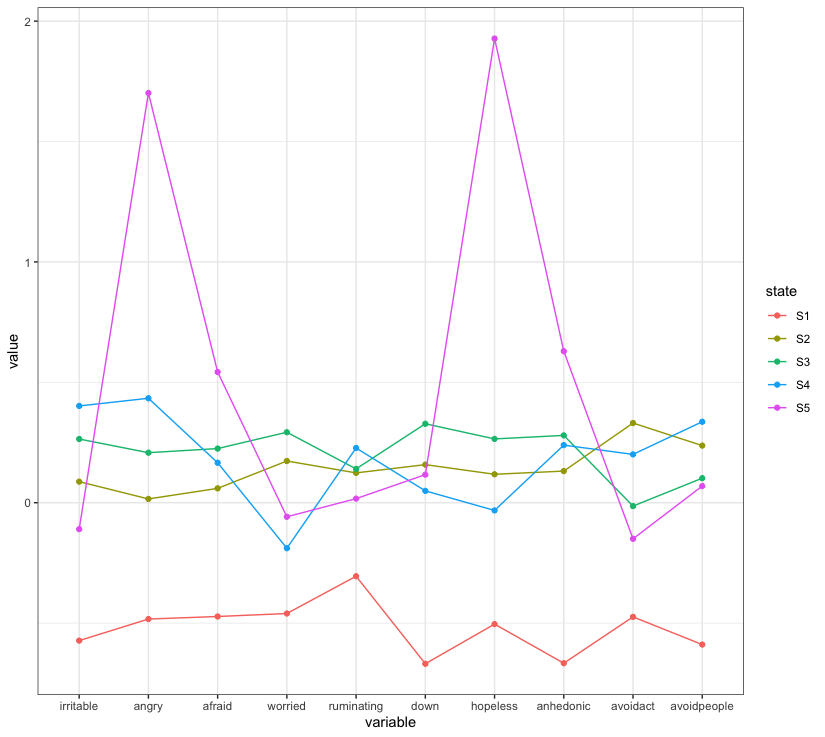 value
2
1
0
irritable angry afraid worried ruminating down hopeless anhedonic avoidact avoidpeople
variable
state
S1
S2
S3
S4
S5